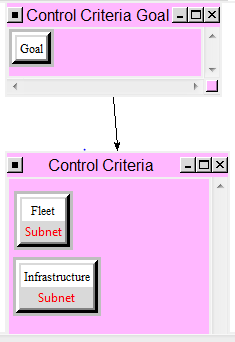 Control Criteria Goal
Goal
Control Criteria
Fleet
Subnet
Infrastructure
Subnet